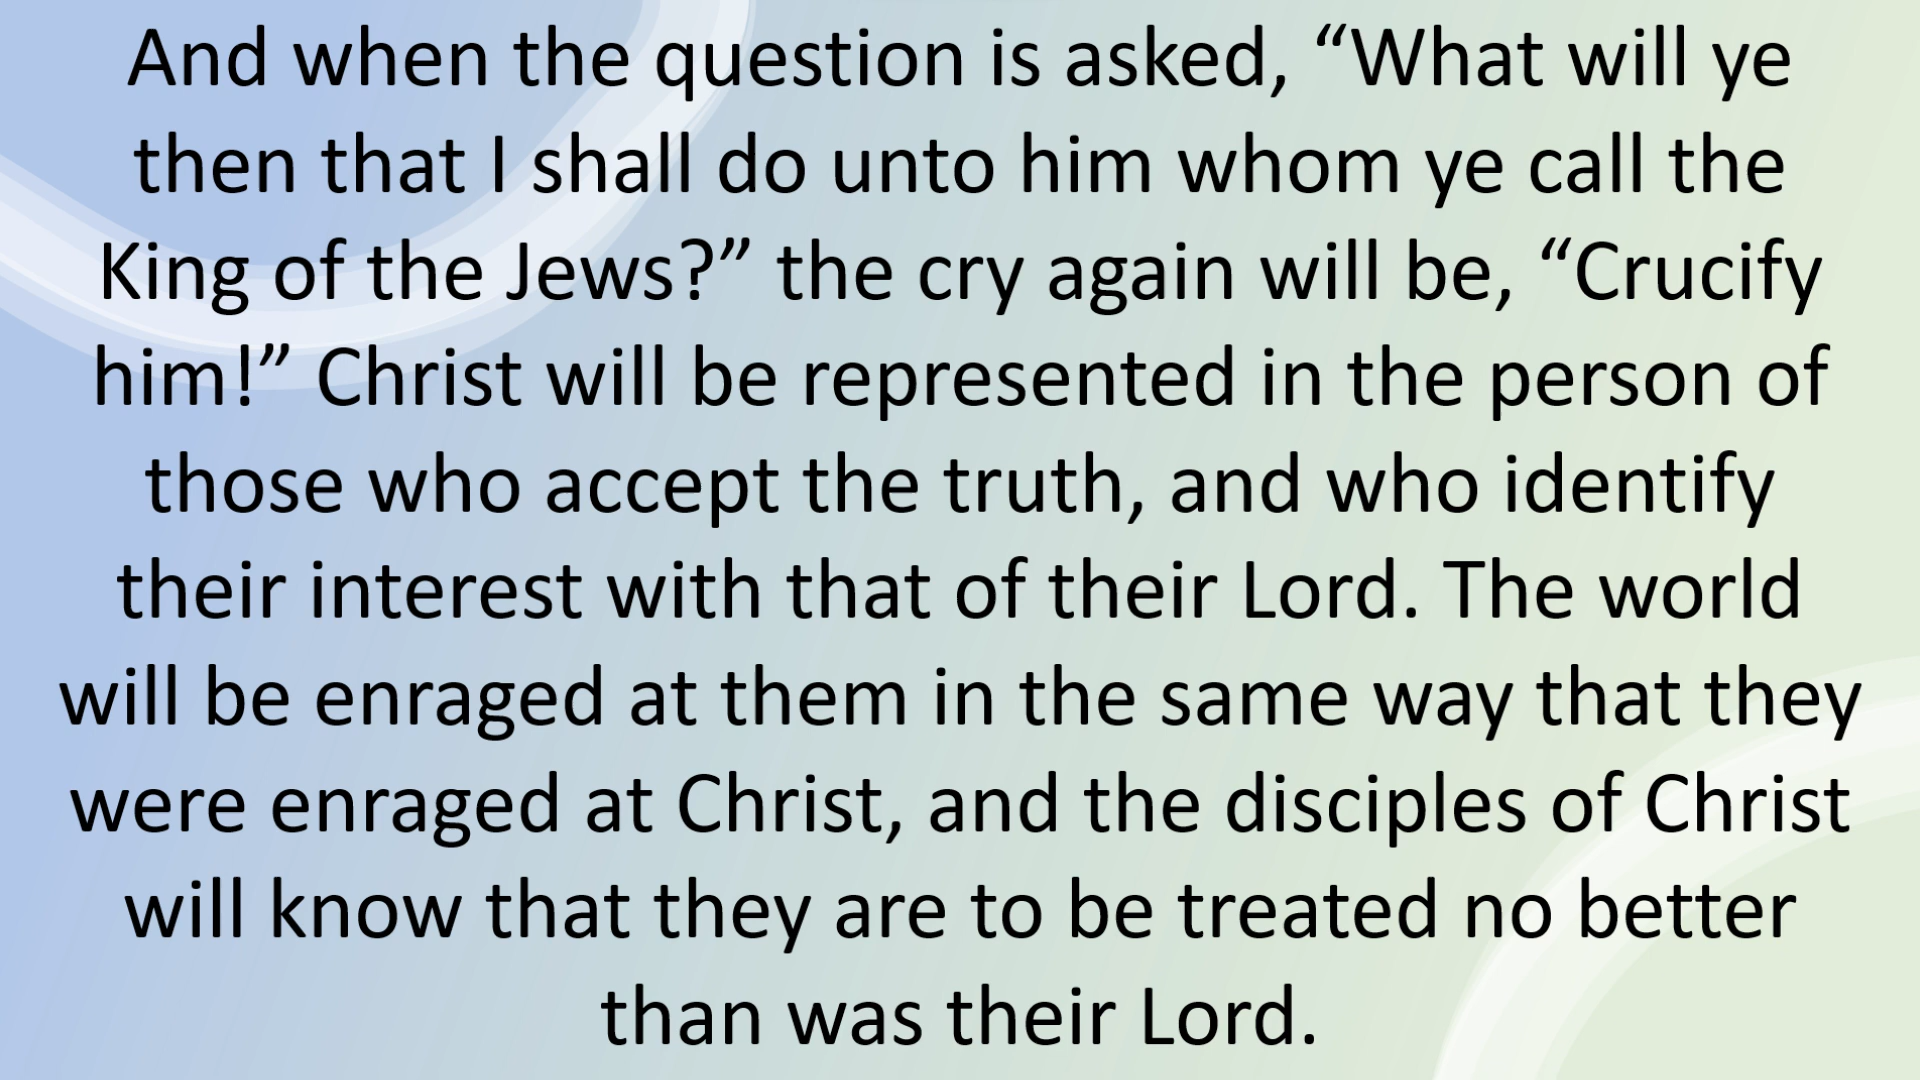 And when the question is asked, “What will ye
then that I shall do unto him whom ye call the
King of the Jews?” the cry again will be, “Crucify
him!” Christ will be represented in the person of
those who accept the truth, and who identify
their interest with that of their Lord. The world
will be enraged at them in the same way that they
were enraged at Christ, and the disciples of Christ
will know that they are to be treated no better
than was their Lord.